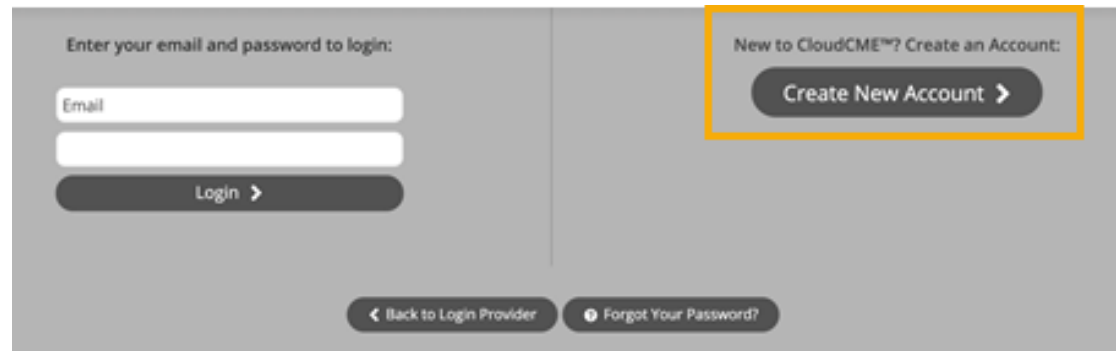 Enter your email and password to login:
Email
Login
New to CloudCME™? Create an Account:
Create New Account
Back to Login Provider
Forgot Your Password?